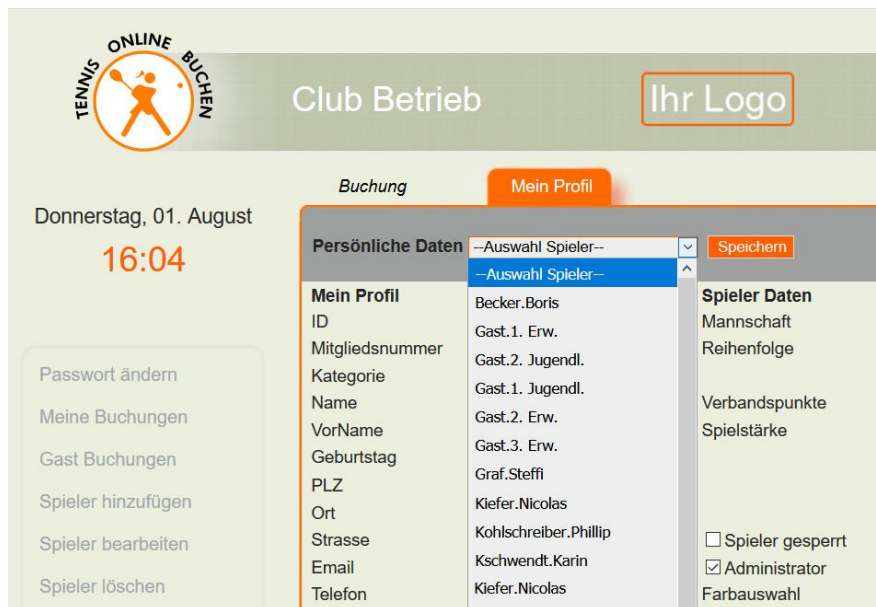 TENNIS ONLINE BUCHEN
Club Betrieb
Ihr Logo
Buchung
Mein Profil
Donnerstag, 01. August
16:04
Persönliche Daten
--Auswahl Spieler--
Speichern
--Auswahl Spieler--
Becker.Boris
Gast.1. Erw.
Gast.2. Jugendl.
Gast.1. Jugendl.
Gast.2. Erw.
Gast.3. Erw.
Graf.Steffi
Kiefer.Nicolas
Kohlschreiber.Phillip
Kschwendt.Karin
Kiefer.Nicolas
Mein Profil
ID
Mitgliedsnummer
Kategorie
Name
VorName
Geburtstag
PLZ
Ort
Strasse
Email
Telefon
Spieler Daten
Mannschaft
Reihenfolge
Verbandspunkte
Spielstärke
Spieler gesperrt
Administrator
Farbauswahl
Passwort ändern
Meine Buchungen
Gast Buchungen
Spieler hinzufügen
Spieler bearbeiten
Spieler löschen